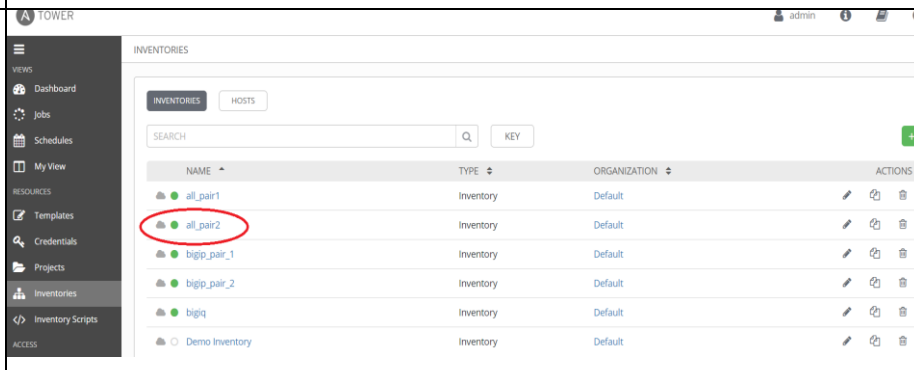 A TOWER
admin
INVENTORIES
VIEWS
Dashboard
Jobs
Schedules
My View
RESOURCES
Templates
Credentials
Projects
Inventories
Inventory Scripts
ACCESS
INVENTORIES HOSTS
SEARCH KEY
NAME TYPE ORGANIZATION ACTIONS
all_pair1 Inventory Default
all_pair2 Inventory Default
bigip_pair_1 Inventory Default
bigip_pair_2 Inventory Default
bigiq Inventory Default
Demo Inventory Inventory Default